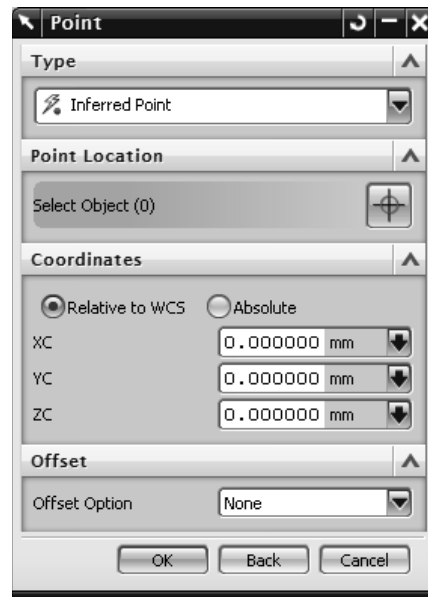 Point
Type
Inferred Point
Point Location
Select Object (0)
Coordinates
Relative to WCS Absolute
XC 0.000000 mm
YC 0.000000 mm
ZC 0.000000 mm
Offset
Offset Option None
OK Back Cancel